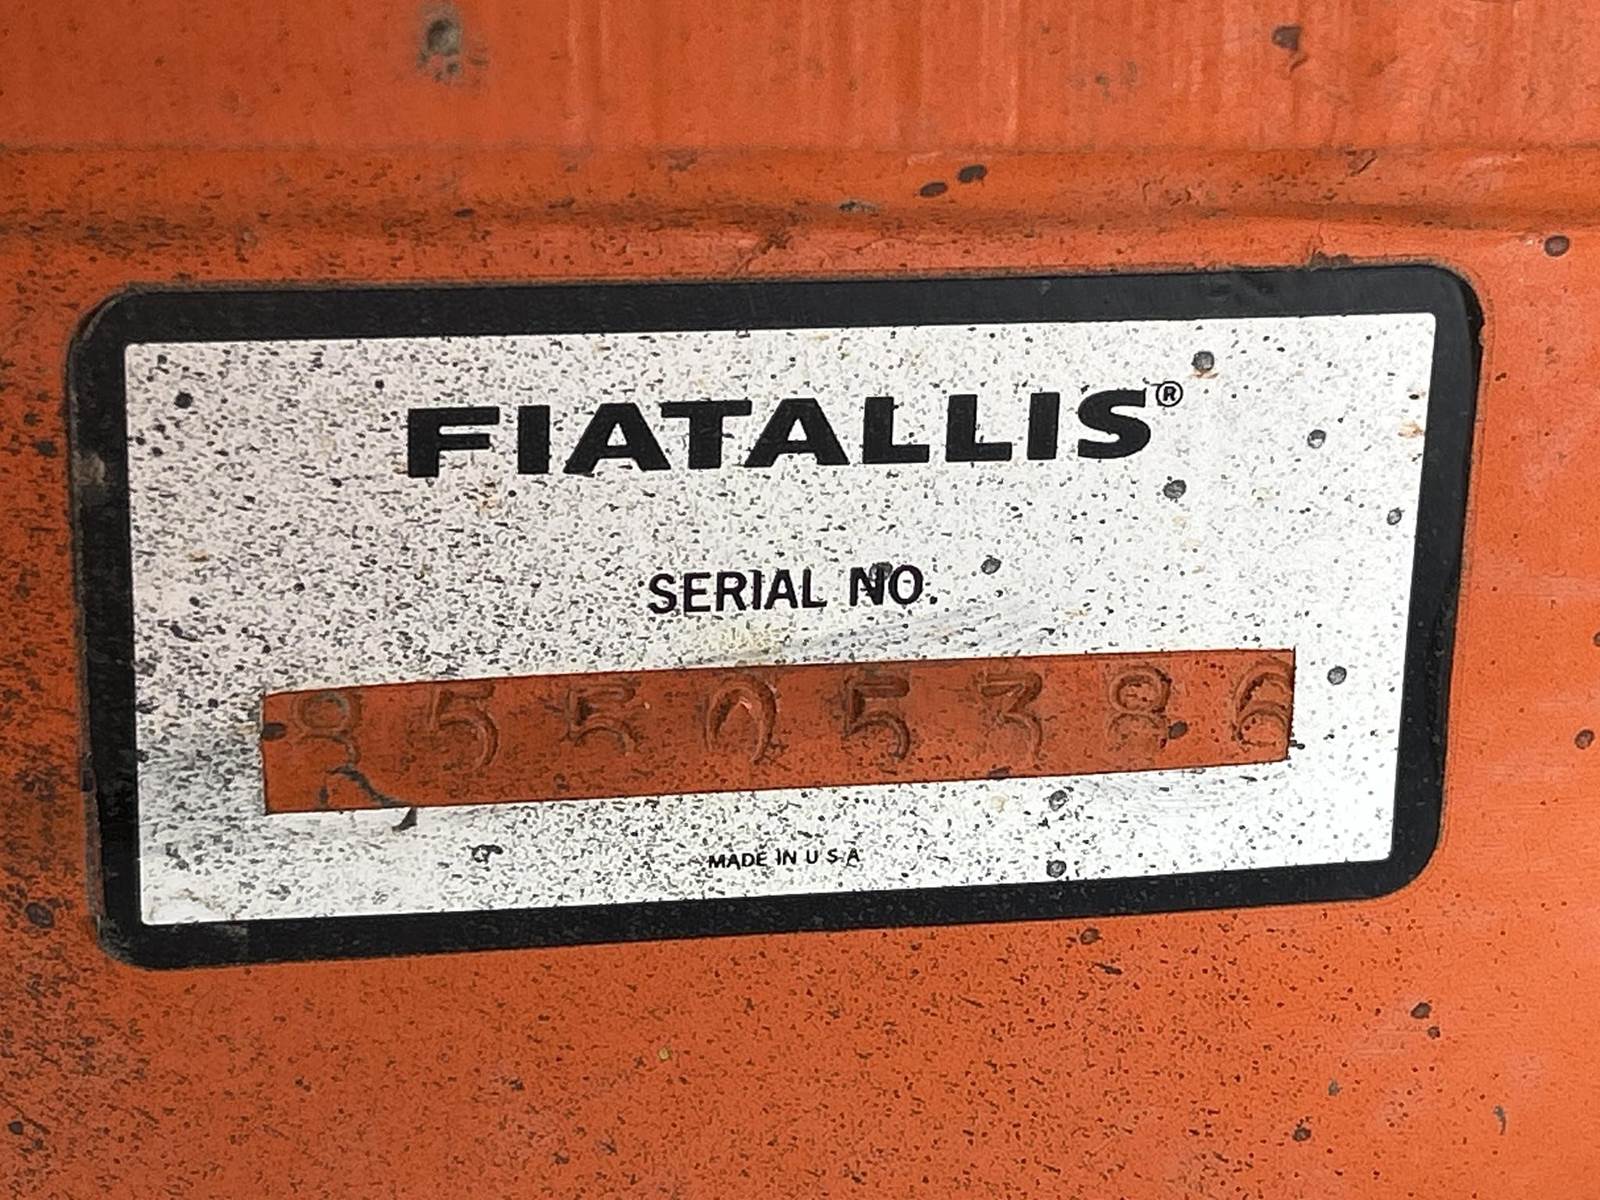 FIATALLIS®
SERIAL NO.
85505386
MADE IN U S A